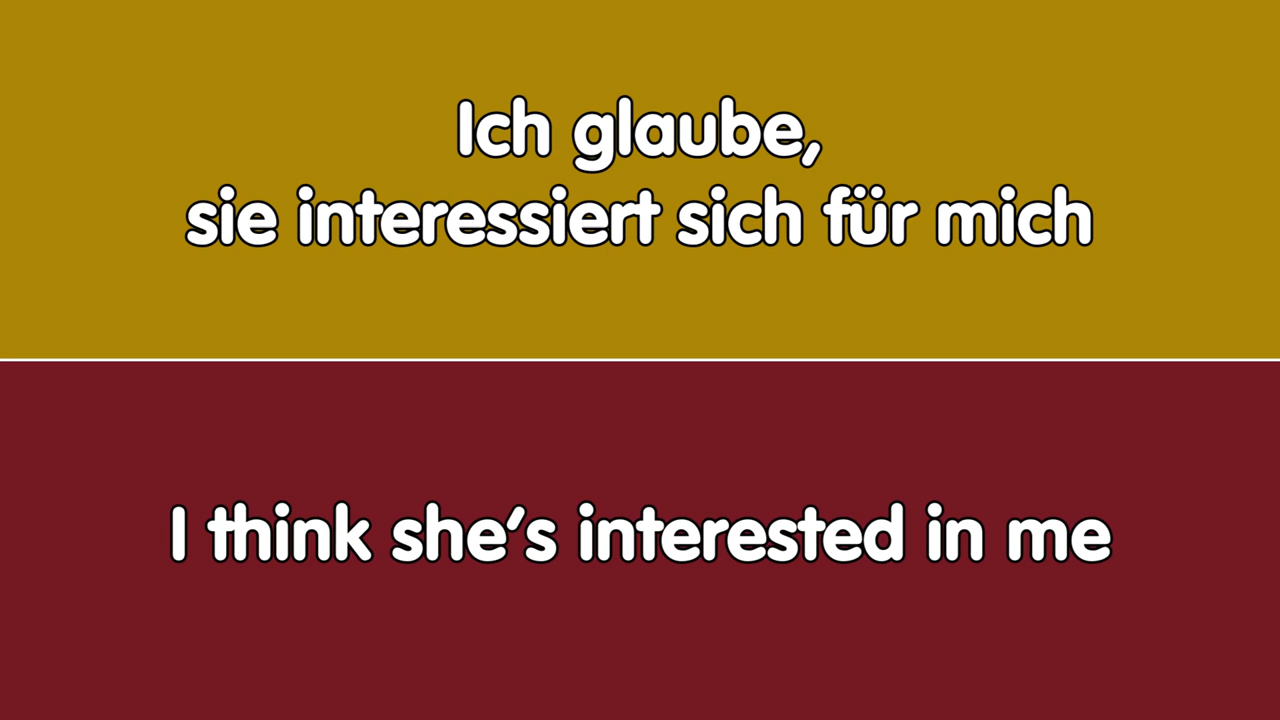 Ich glaube,
sie interessiert sich für mich
I think she's interested in me